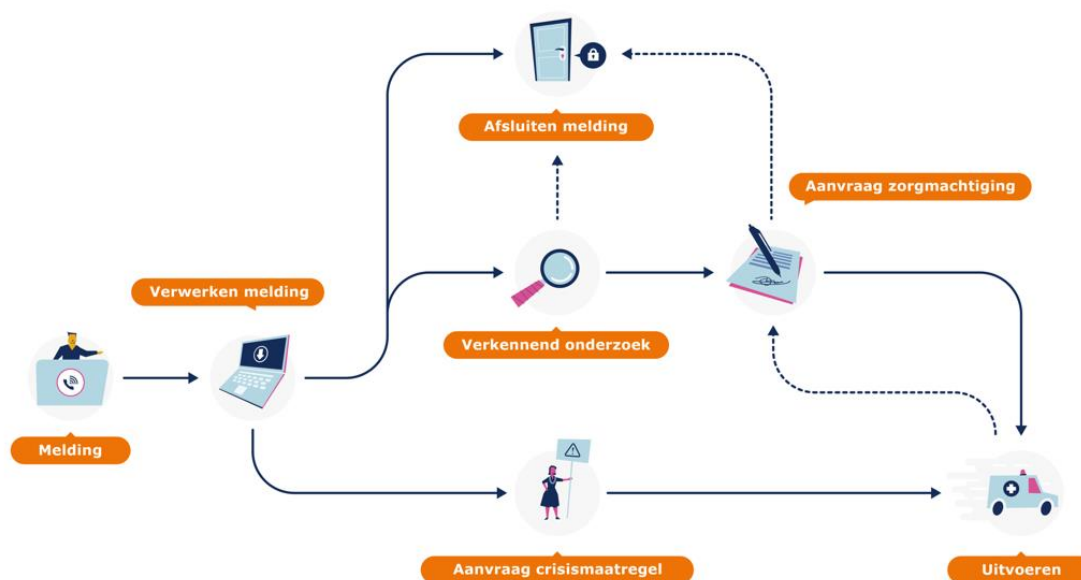 Afsluiten melding
Aanvraag zorgmachtiging
Verwerken melding
Verkennend onderzoek
Melding
Aanvraag crisismaatregel
Uitvoeren